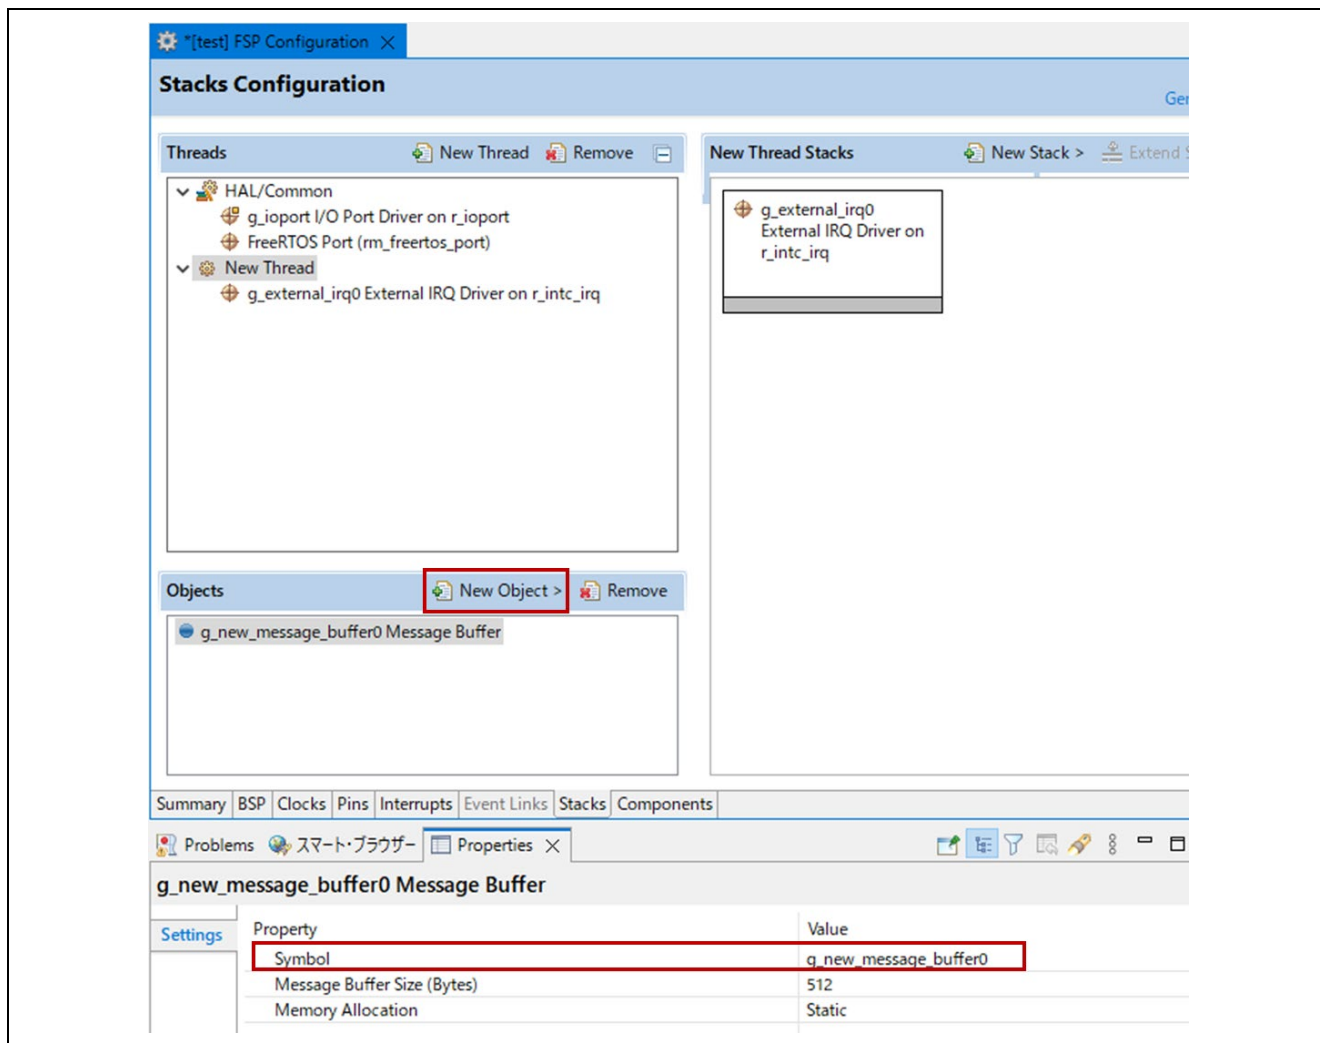 *[test] FSP Configuration
Stacks Configuration
Threads
New Thread
Remove
HAL/Common
g_ioport I/O Port Driver on r_ioport
FreeRTOS Port (rm_freertos_port)
New Thread
g_external_irq0 External IRQ Driver on r_intc_irq
New Thread Stacks
New Stack >
Extend
g_external_irq0
External IRQ Driver on
r_intc_irq
Objects
New Object >
Remove
g_new_message_buffer0 Message Buffer
Summary BSP Clocks Pins Interrupts Event Links Stacks Components
Problems スマート・ブラウザー Properties
g_new_message_buffer0 Message Buffer
Settings
Property Value
Symbol g_new_message_buffer0
Message Buffer Size (Bytes) 512
Memory Allocation Static